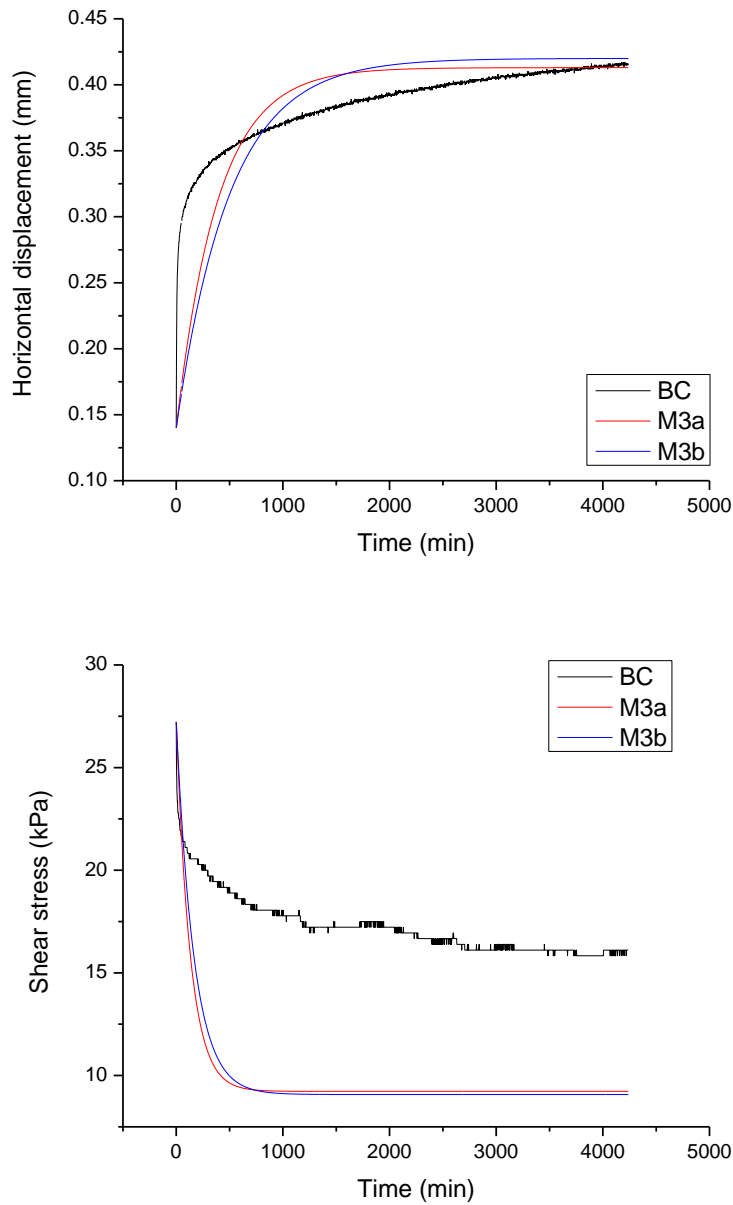 0.45
0.40
0.35
0.30
0.25
0.20
0.15
0.10
Horizontal displacement (mm)
BC
M3a
M3b
0 1000 2000 3000 4000 5000
Time (min)
30
25
20
15
10
Shear stress (kPa)
BC
M3a
M3b
0 1000 2000 3000 4000 5000
Time (min)